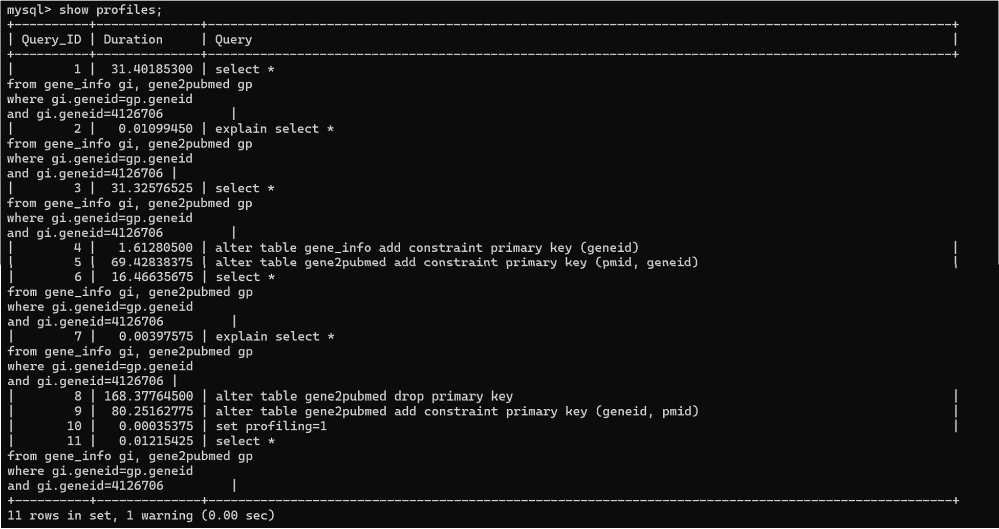 mysql> show profiles;
+----------+--------------+----------------------------------------------------------------------------------------------------+
| Query_ID | Duration     | Query                                                                                              |
+----------+--------------+----------------------------------------------------------------------------------------------------+
|        1 |  31.40185300 | select *
from gene_info gi, gene2pubmed gp
where gi.geneid=gp.geneid
and gi.geneid=4126706         |
|        2 |   0.01099450 | explain select *
from gene_info gi, gene2pubmed gp
where gi.geneid=gp.geneid
and gi.geneid=4126706 |
|        3 |  31.32576525 | select *
from gene_info gi, gene2pubmed gp
where gi.geneid=gp.geneid
and gi.geneid=4126706         |
|        4 |   1.61280500 | alter table gene_info add constraint primary key (geneid)                                          |
|        5 |  69.42838375 | alter table gene2pubmed add constraint primary key (pmid, geneid)                                  |
|        6 |  16.46635675 | select *
from gene_info gi, gene2pubmed gp
where gi.geneid=gp.geneid
and gi.geneid=4126706         |
|        7 |   0.00397575 | explain select *
from gene_info gi, gene2pubmed gp
where gi.geneid=gp.geneid
and gi.geneid=4126706 |
|        8 | 168.37764500 | alter table gene2pubmed drop primary key                                                           |
|        9 |  80.25162775 | alter table gene2pubmed add constraint primary key (geneid, pmid)                                  |
|       10 |   0.00035375 | set profiling=1                                                                                    |
|       11 |   0.01215425 | select *
from gene_info gi, gene2pubmed gp
where gi.geneid=gp.geneid
and gi.geneid=4126706         |
+----------+--------------+----------------------------------------------------------------------------------------------------+
11 rows in set, 1 warning (0.00 sec)